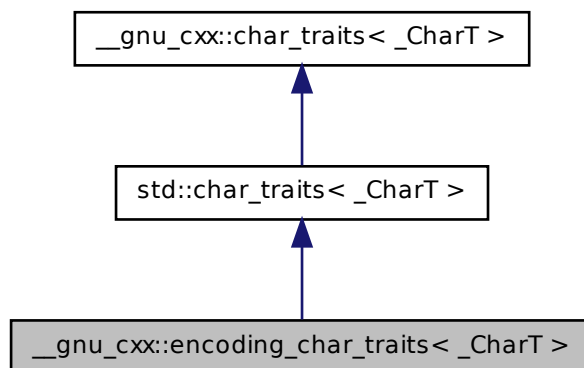 __gnu_cxx::char_traits< _CharT >
std::char_traits< _CharT >
__gnu_cxx::encoding_char_traits< _CharT >